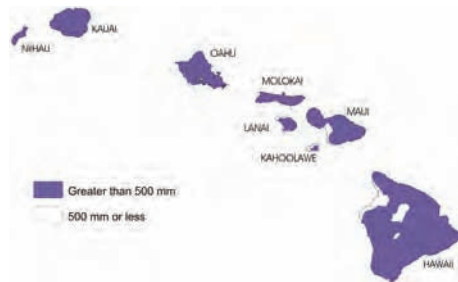 KAUAI
NIIHAU
OAHU
MOLOKAI
LANAI
MAUI
KAHOOLAWE
Greater than 500 mm
500 mm or less
HAWAII